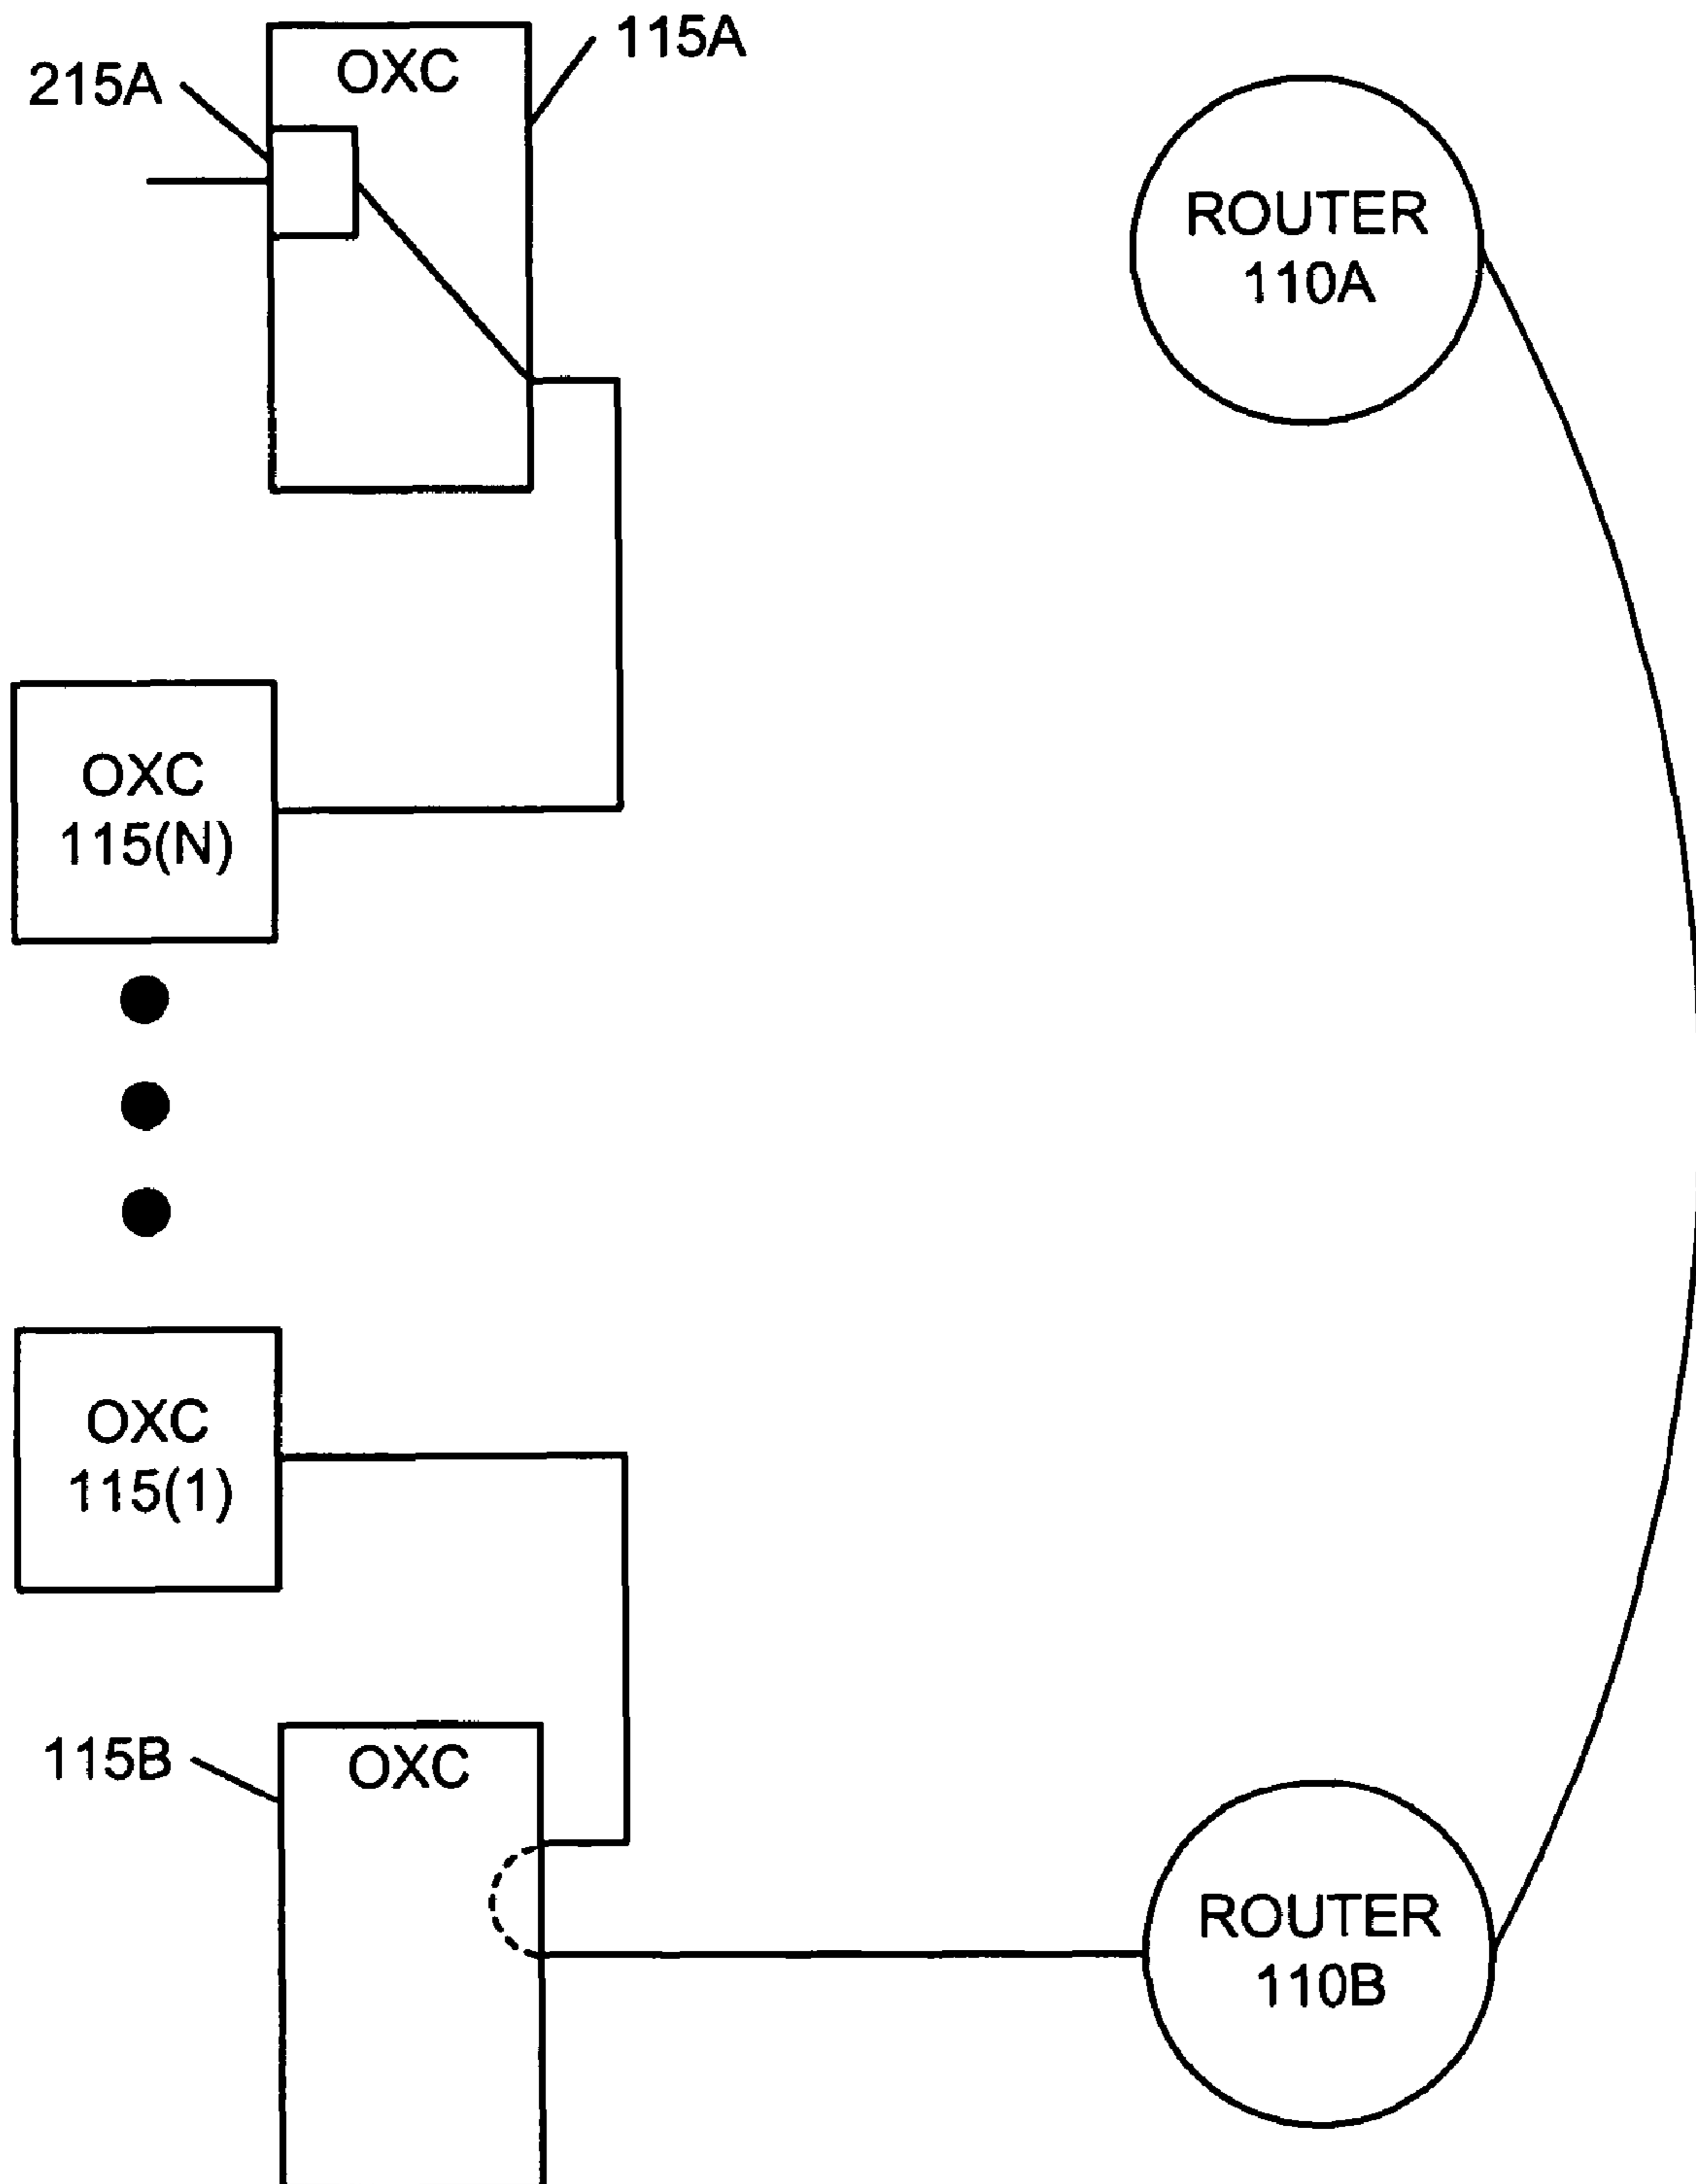 OXC
115A
215A
ROUTER
110A
OXC
115(N)
OXC
115(1)
115B
OXC
ROUTER
110B